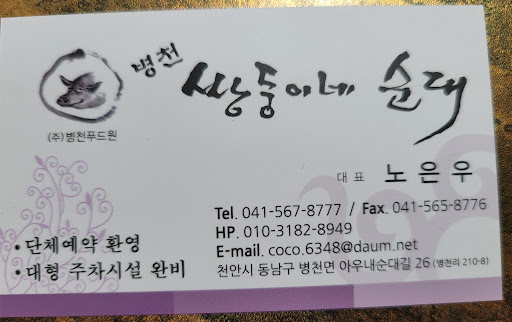 병천 쌍둥이네 순대
(주)병천푸드원
대표 노은우
Tel. 041-567-8777 / Fax. 041-565-8776
HP. 010-3182-8949
E-mail. coco.6348@daum.net
천안시 동남구 병천면 아우내순대길 26 (병천리 210-8)
• 단체예약 환영
• 대형 주차시설 완비